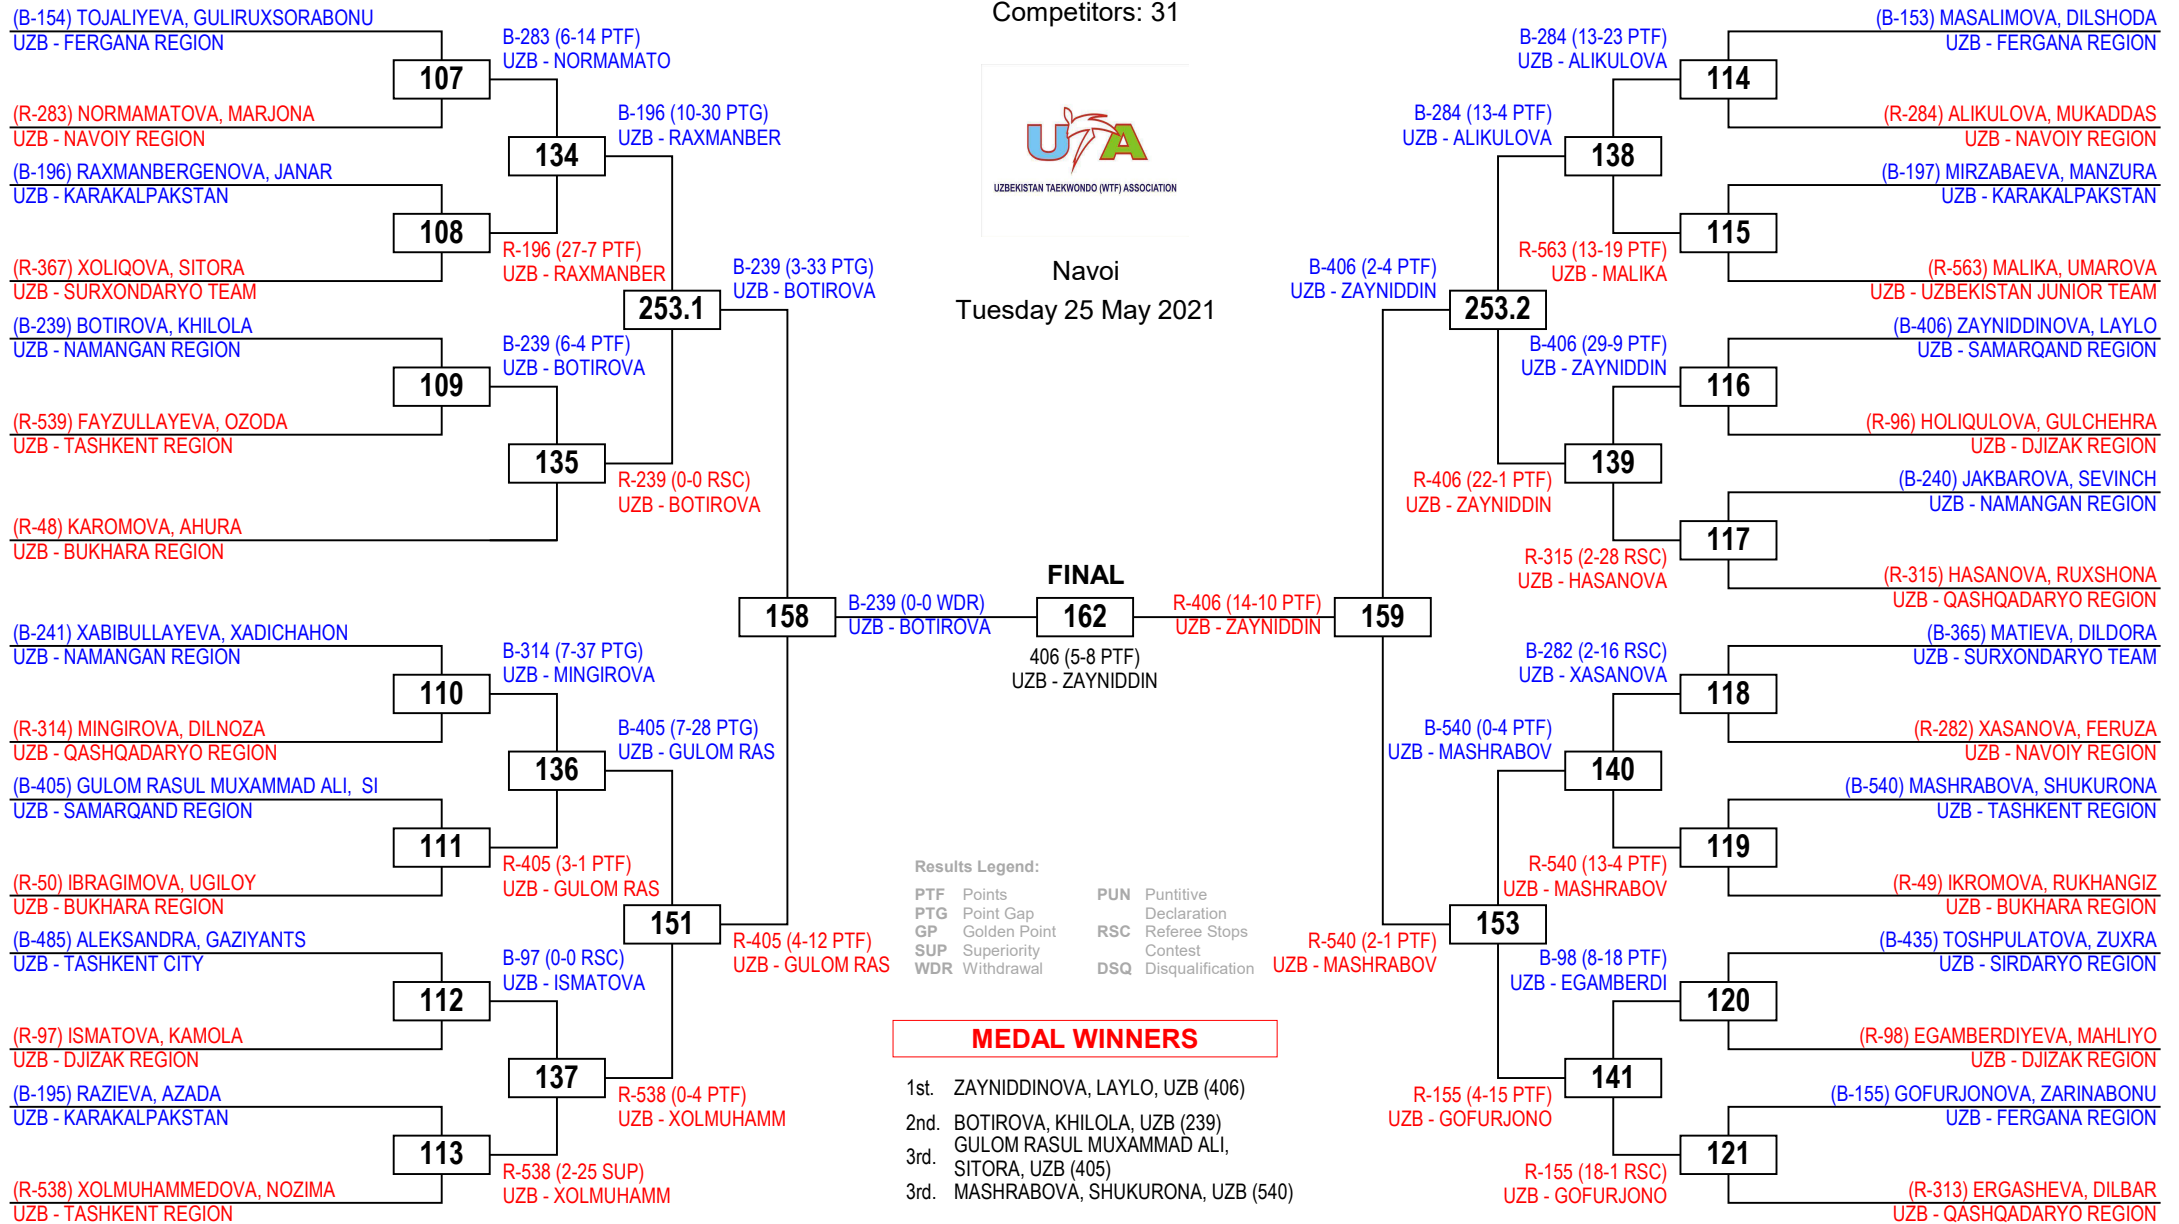 Competitors: 31
UTA
UZBEKISTAN TAEKWONDO (WTF) ASSOCIATION
Navoi
Tuesday 25 May 2021
(B-154) TOJALIYEVA, GULIRUXSORABONU
UZB - FERGANA REGION
107
(R-283) NORMAMATOVA, MARJONA
UZB - NAVOIY REGION
(B-196) RAXMANBERGENOVA, JANAR
UZB - KARAKALPAKSTAN
108
(R-367) XOLIQOVA, SITORA
UZB - SURXONDARYO TEAM
(B-239) BOTIROVA, KHILOLA
UZB - NAMANGAN REGION
109
(R-539) FAYZULLAYEVA, OZODA
UZB - TASHKENT REGION
(R-48) KAROMOVA, AHURA
UZB - BUKHARA REGION
(B-241) XABIBULLAYEVA, XADICHAHON
UZB - NAMANGAN REGION
110
(R-314) MINGIROVA, DILNOZA
UZB - QASHQADARYO REGION
(B-405) GULOM RASUL MUXAMMAD ALI, SI
UZB - SAMARQAND REGION
111
(R-50) IBRAGIMOVA, UGILOY
UZB - BUKHARA REGION
(B-485) ALEKSANDRA, GAZIYANTS
UZB - TASHKENT CITY
112
(R-97) ISMATOVA, KAMOLA
UZB - DJIZAK REGION
(B-195) RAZIEVA, AZADA
UZB - KARAKALPAKSTAN
113
(R-538) XOLMUHAMMEDOVA, NOZIMA
UZB - TASHKENT REGION
B-283 (6-14 PTF)
UZB - NORMAMATO
134
R-196 (27-7 PTF)
UZB - RAXMANBER
B-239 (6-4 PTF)
UZB - BOTIROVA
135
B-314 (7-37 PTG)
UZB - MINGIROVA
136
R-405 (3-1 PTF)
UZB - GULOM RAS
B-97 (0-0 RSC)
UZB - ISMATOVA
137
R-538 (2-25 SUP)
UZB - XOLMUHAMM
B-196 (10-30 PTG)
UZB - RAXMANBER
253.1
R-239 (0-0 RSC)
UZB - BOTIROVA
B-405 (7-28 PTG)
UZB - GULOM RAS
151
R-538 (0-4 PTF)
UZB - XOLMUHAMM
B-239 (3-33 PTG)
UZB - BOTIROVA
158
R-405 (4-12 PTF)
UZB - GULOM RAS
B-239 (0-0 WDR)
UZB - BOTIROVA
FINAL
162
406 (5-8 PTF)
UZB - ZAYNIDDIN
R-406 (14-10 PTF)
UZB - ZAYNIDDIN
159
B-406 (2-4 PTF)
UZB - ZAYNIDDIN
R-540 (2-1 PTF)
UZB - MASHRABOV
B-284 (13-4 PTF)
UZB - ALIKULOVA
253.2
R-406 (22-1 PTF)
UZB - ZAYNIDDIN
B-540 (0-4 PTF)
UZB - MASHRABOV
153
R-155 (4-15 PTF)
UZB - GOFURJONO
B-284 (13-23 PTF)
UZB - ALIKULOVA
138
R-563 (13-19 PTF)
UZB - MALIKA
B-406 (29-9 PTF)
UZB - ZAYNIDDIN
139
R-315 (2-28 RSC)
UZB - HASANOVA
B-282 (2-16 RSC)
UZB - XASANOVA
140
R-540 (13-4 PTF)
UZB - MASHRABOV
B-98 (8-18 PTF)
UZB - EGAMBERDI
141
R-155 (18-1 RSC)
UZB - GOFURJONO
(B-153) MASALIMOVA, DILSHODA
UZB - FERGANA REGION
114
(R-284) ALIKULOVA, MUKADDAS
UZB - NAVOIY REGION
(B-197) MIRZABAEVA, MANZURA
UZB - KARAKALPAKSTAN
115
(R-563) MALIKA, UMAROVA
UZB - UZBEKISTAN JUNIOR TEAM
(B-406) ZAYNIDDINOVA, LAYLO
UZB - SAMARQAND REGION
116
(R-96) HOLIQULOVA, GULCHEHRA
UZB - DJIZAK REGION
(B-240) JAKBAROVA, SEVINCH
UZB - NAMANGAN REGION
117
(R-315) HASANOVA, RUXSHONA
UZB - QASHQADARYO REGION
(B-365) MATIEVA, DILDORA
UZB - SURXONDARYO TEAM
118
(R-282) XASANOVA, FERUZA
UZB - NAVOIY REGION
(B-540) MASHRABOVA, SHUKURONA
UZB - TASHKENT REGION
119
(R-49) IKROMOVA, RUKHANGIZ
UZB - BUKHARA REGION
(B-435) TOSHPULATOVA, ZUXRA
UZB - SIRDARYO REGION
120
(R-98) EGAMBERDIYEVA, MAHLIYO
UZB - DJIZAK REGION
(B-155) GOFURJONOVA, ZARINABONU
UZB - FERGANA REGION
121
(R-313) ERGASHEVA, DILBAR
UZB - QASHQADARYO REGION
Results Legend:
PTF Points
PTG Point Gap
GP Golden Point
SUP Superiority
WDR Withdrawal
PUN Puntitive
Declaration
RSC Referee Stops
Contest
DSQ Disqualification
MEDAL WINNERS
1st. ZAYNIDDINOVA, LAYLO, UZB (406)
2nd. BOTIROVA, KHILOLA, UZB (239)
3rd. GULOM RASUL MUXAMMAD ALI,
SITORA, UZB (405)
3rd. MASHRABOVA, SHUKURONA, UZB (540)